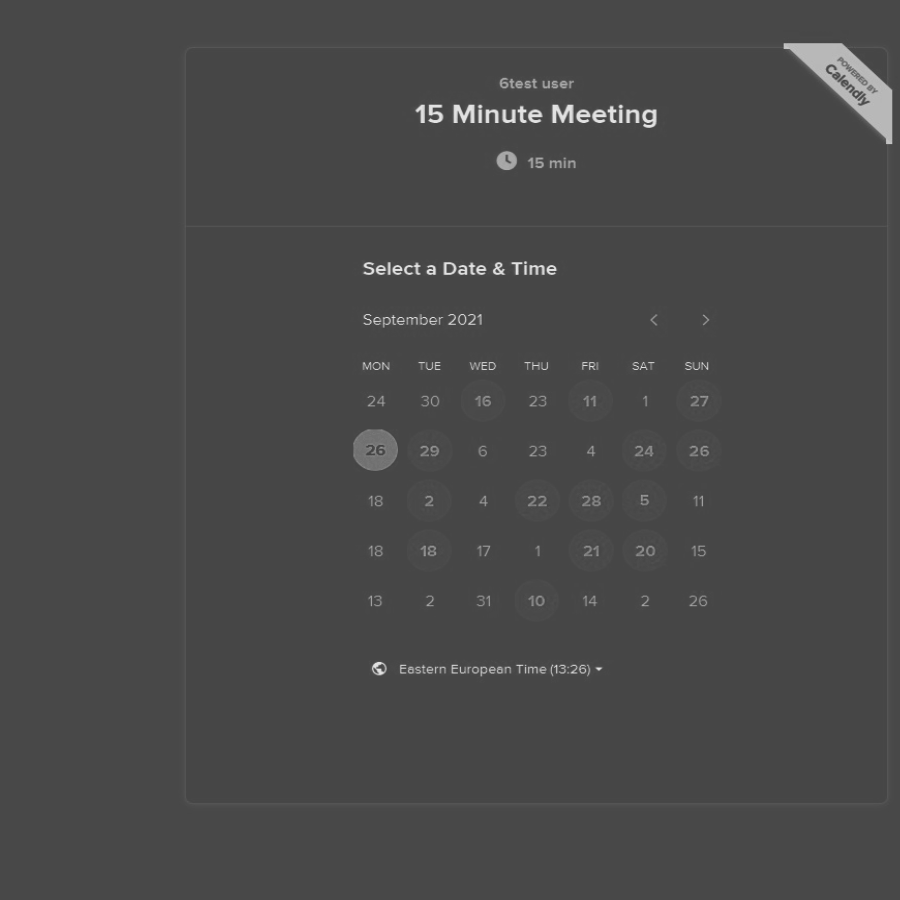 POWERED BY
Calendly
6test user
15 Minute Meeting
15 min
Select a Date & Time
September 2021
MON TUE WED THU FRI SAT SUN
24 30 16 23 11 1 27
26 29 6 23 4 24 26
18 2 4 22 28 5 11
18 18 17 1 21 20 15
13 2 31 10 14 2 26
Eastern European Time (13:26)